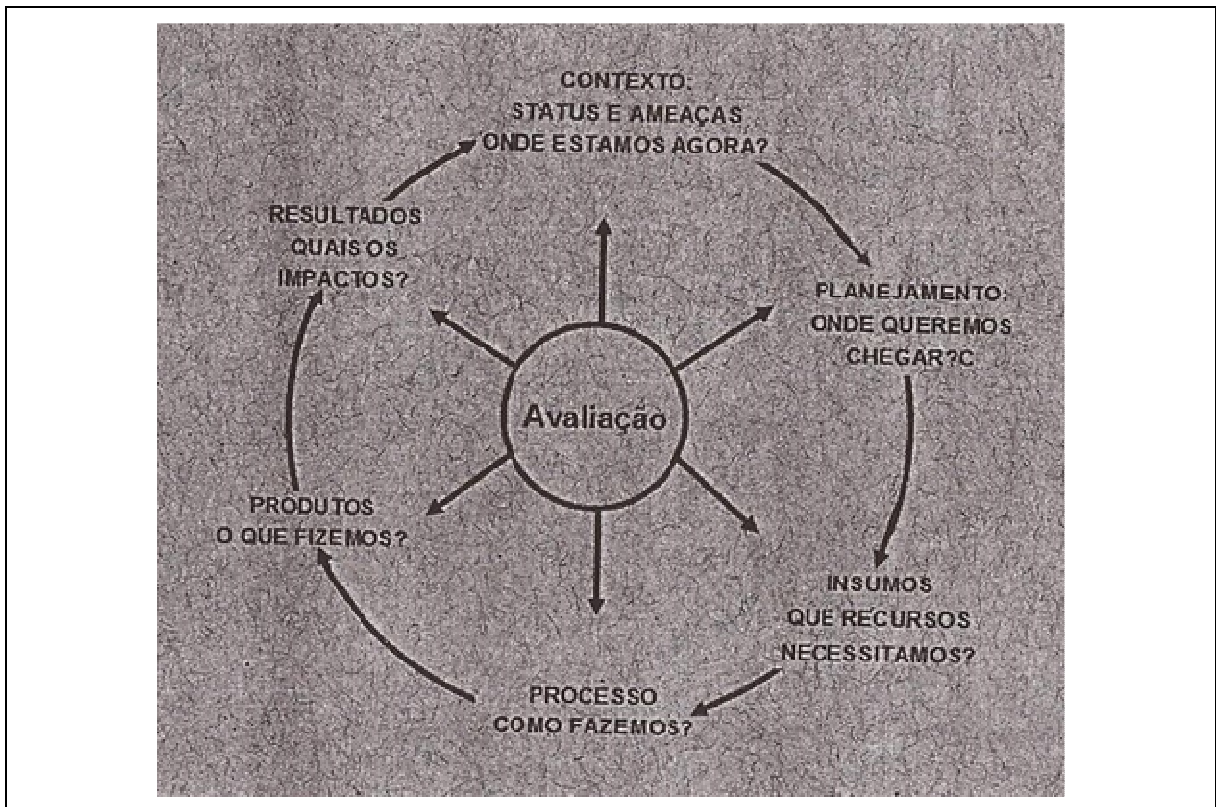 CONTEXTO:
STATUS E AMEAÇAS
ONDE ESTAMOS AGORA?
PLANEJAMENTO:
ONDE QUEREMOS
CHEGAR?C
INSUMOS
QUE RECURSOS
NECESSITAMOS?
PROCESSO
COMO FAZEMOS?
PRODUTOS
O QUE FIZEMOS?
RESULTADOS
QUAIS OS
IMPACTOS?
Avaliação